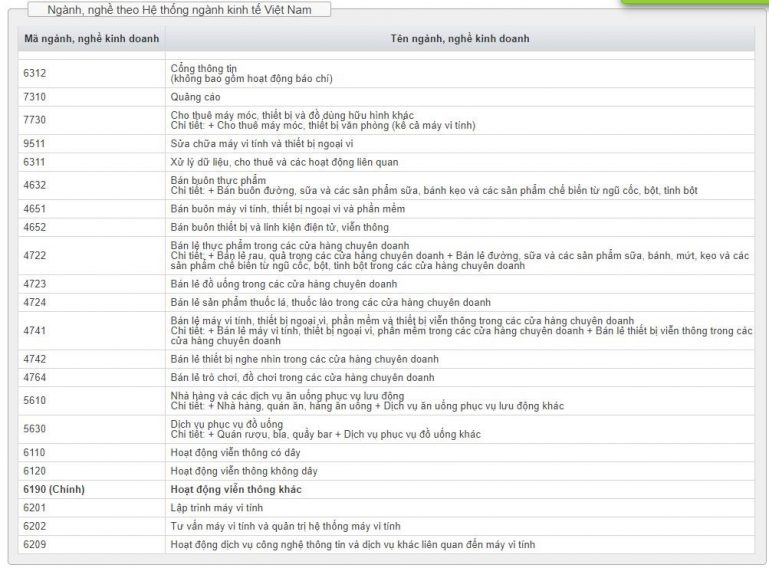 Ngành, nghề theo Hệ thống ngành kinh tế Việt Nam
Mã ngành, nghề kinh doanh Tên ngành, nghề kinh doanh
6312 Cổng thông tin
(không bao gồm hoạt động báo chí)
7310 Quảng cáo
7730 Cho thuê máy móc, thiết bị và đồ dùng hữu hình khác
Chi tiết: + Cho thuê máy móc, thiết bị văn phòng (kể cả máy vi tính)
9511 Sửa chữa máy vi tính và thiết bị ngoại vi
6311 Xử lý dữ liệu, cho thuê và các hoạt động liên quan
4632 Bán buôn thực phẩm
Chi tiết: + Bán buôn đường, sữa và các sản phẩm sữa, bánh kẹo và các sản phẩm chế biến từ ngũ cốc, bột, tinh bột
4651 Bán buôn máy vi tính, thiết bị ngoại vi và phần mềm
4652 Bán buôn thiết bị và linh kiện điện tử, viễn thông
4722 Bán lẻ thực phẩm trong các cửa hàng chuyên doanh
Chi tiết: + Bán lẻ rau, quả trong các cửa hàng chuyên doanh + Bán lẻ đường, sữa và các sản phẩm sữa, bánh, mứt, kẹo và các
sản phẩm chế biến từ ngũ cốc, bột, tinh bột trong các cửa hàng chuyên doanh
4723 Bán lẻ đồ uống trong các cửa hàng chuyên doanh
4724 Bán lẻ sản phẩm thuốc lá, thuốc lào trong các cửa hàng chuyên doanh
4741 Bán lẻ máy vi tính, thiết bị ngoại vi, phần mềm và thiết bị viễn thông trong các cửa hàng chuyên doanh
Chi tiết: + Bán lẻ máy vi tính, thiết bị ngoại vi, phần mềm trong các cửa hàng chuyên doanh + Bán lẻ thiết bị viễn thông trong các
cửa hàng chuyên doanh
4742 Bán lẻ thiết bị nghe nhìn trong các cửa hàng chuyên doanh
4764 Bán lẻ trò chơi, đồ chơi trong các cửa hàng chuyên doanh
5610 Nhà hàng và các dịch vụ ăn uống phục vụ lưu động
Chi tiết: + Nhà hàng, quán ăn, hàng ăn uống + Dịch vụ ăn uống phục vụ lưu động khác
5630 Dịch vụ phục vụ đồ uống
Chi tiết: + Quán rượu, bia, quầy bar + Dịch vụ phục vụ đồ uống khác
6110 Hoạt động viễn thông có dây
6120 Hoạt động viễn thông không dây
6190 (Chính) Hoạt động viễn thông khác
6201 Lập trình máy vi tính
6202 Tư vấn máy vi tính và quản trị hệ thống máy vi tính
6209 Hoạt động dịch vụ công nghệ thông tin và dịch vụ khác liên quan đến máy vi tính